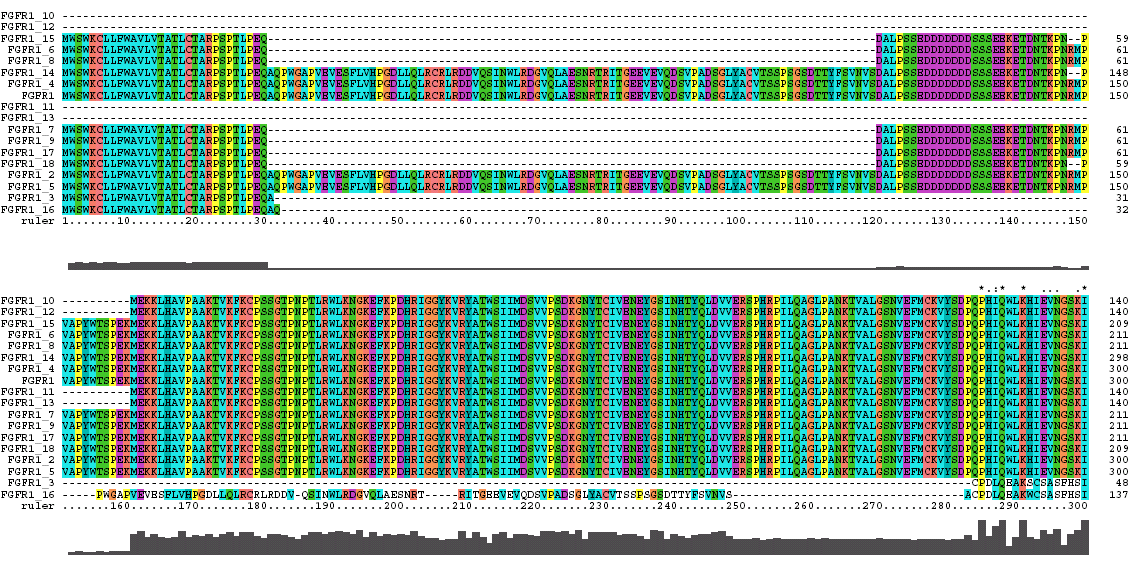 FGFR1_10 ------------------------------------------------------------------------------------------------------------------------------------------------------
FGFR1_12 ------------------------------------------------------------------------------------------------------------------------------------------------------
FGFR1_15 MWSWKCLLFWAVLVTATLCTARPSPTLPEQ-----------------------------------------------------------------------------------------DALPSSEDDDDDDDSSSEEKETDNTKPN--P 59
FGFR1_6 MWSWKCLLFWAVLVTATLCTARPSPTLPEQ-----------------------------------------------------------------------------------------DALPSSEDDDDDDDSSSEEKETDNTKPNRMP 61
FGFR1_8 MWSWKCLLFWAVLVTATLCTARPSPTLPEQ-----------------------------------------------------------------------------------------DALPSSEDDDDDDDSSSEEKETDNTKPNRMP 61
FGFR1_14 MWSWKCLLFWAVLVTATLCTARPSPTLPEQAQPWGAPVEVESFLVHPGDLLQLRCRLRDDVQSINWLRDGVQLAESNRTRITGEEVEVQDSVPADSGLYACVTSSPSGSDTTYFSVNVSDALPSSEDDDDDDDSSSEEKETDNTKPN--P 148
FGFR1_4 MWSWKCLLFWAVLVTATLCTARPSPTLPEQAQPWGAPVEVESFLVHPGDLLQLRCRLRDDVQSINWLRDGVQLAESNRTRITGEEVEVQDSVPADSGLYACVTSSPSGSDTTYFSVNVSDALPSSEDDDDDDDSSSEEKETDNTKPNRMP 150
FGFR1 MWSWKCLLFWAVLVTATLCTARPSPTLPEQAQPWGAPVEVESFLVHPGDLLQLRCRLRDDVQSINWLRDGVQLAESNRTRITGEEVEVQDSVPADSGLYACVTSSPSGSDTTYFSVNVSDALPSSEDDDDDDDSSSEEKETDNTKPNRMP 150
FGFR1_11 ------------------------------------------------------------------------------------------------------------------------------------------------------
FGFR1_13 ------------------------------------------------------------------------------------------------------------------------------------------------------
FGFR1_7 MWSWKCLLFWAVLVTATLCTARPSPTLPEQ-----------------------------------------------------------------------------------------DALPSSEDDDDDDDSSSEEKETDNTKPNRMP 61
FGFR1_9 MWSWKCLLFWAVLVTATLCTARPSPTLPEQ-----------------------------------------------------------------------------------------DALPSSEDDDDDDDSSSEEKETDNTKPNRMP 61
FGFR1_17 MWSWKCLLFWAVLVTATLCTARPSPTLPEQ-----------------------------------------------------------------------------------------DALPSSEDDDDDDDSSSEEKETDNTKPNRMP 61
FGFR1_18 MWSWKCLLFWAVLVTATLCTARPSPTLPEQ-----------------------------------------------------------------------------------------DALPSSEDDDDDDDSSSEEKETDNTKPN--P 59
FGFR1_2 MWSWKCLLFWAVLVTATLCTARPSPTLPEQAQPWGAPVEVESFLVHPGDLLQLRCRLRDDVQSINWLRDGVQLAESNRTRITGEEVEVQDSVPADSGLYACVTSSPSGSDTTYFSVNVSDALPSSEDDDDDDDSSSEEKETDNTKPNRMP 150
FGFR1_5 MWSWKCLLFWAVLVTATLCTARPSPTLPEQAQPWGAPVEVESFLVHPGDLLQLRCRLRDDVQSINWLRDGVQLAESNRTRITGEEVEVQDSVPADSGLYACVTSSPSGSDTTYFSVNVSDALPSSEDDDDDDDSSSEEKETDNTKPNRMP 150
FGFR1_3 MWSWKCLLFWAVLVTATLCTARPSPTLPEQA----------------------------------------------------------------------------------------------------------------------- 31
FGFR1_16 MWSWKCLLFWAVLVTATLCTARPSPTLPEQAQ---------------------------------------------------------------------------------------------------------------------- 32
ruler 1.......10........20........30........40........50........60........70........80........90.......100.......110.......120.......130.......140.......150
*.:* * ... .*
FGFR1_10 ----------MEKKLHAVPAAKTVKFKCPSSGTPNPTLRWLKNGKEFKPDHRIGGYKVRYATWSIIMDSVVPSDKGNYTCIVENEYGSINHTYQLDVVERSPHRPILQAGLPANKTVALGSNVEFMCKVYSDPQPHIQWLKHIEVNGSKI 140
FGFR1_12 ----------MEKKLHAVPAAKTVKFKCPSSGTPNPTLRWLKNGKEFKPDHRIGGYKVRYATWSIIMDSVVPSDKGNYTCIVENEYGSINHTYQLDVVERSPHRPILQAGLPANKTVALGSNVEFMCKVYSDPQPHIQWLKHIEVNGSKI 140
FGFR1_15 VAPYWTSPEKMEKKLHAVPAAKTVKFKCPSSGTPNPTLRWLKNGKEFKPDHRIGGYKVRYATWSIIMDSVVPSDKGNYTCIVENEYGSINHTYQLDVVERSPHRPILQAGLPANKTVALGSNVEFMCKVYSDPQPHIQWLKHIEVNGSKI 209
FGFR1_6 VAPYWTSPEKMEKKLHAVPAAKTVKFKCPSSGTPNPTLRWLKNGKEFKPDHRIGGYKVRYATWSIIMDSVVPSDKGNYTCIVENEYGSINHTYQLDVVERSPHRPILQAGLPANKTVALGSNVEFMCKVYSDPQPHIQWLKHIEVNGSKI 211
FGFR1_8 VAPYWTSPEKMEKKLHAVPAAKTVKFKCPSSGTPNPTLRWLKNGKEFKPDHRIGGYKVRYATWSIIMDSVVPSDKGNYTCIVENEYGSINHTYQLDVVERSPHRPILQAGLPANKTVALGSNVEFMCKVYSDPQPHIQWLKHIEVNGSKI 211
FGFR1_14 VAPYWTSPEKMEKKLHAVPAAKTVKFKCPSSGTPNPTLRWLKNGKEFKPDHRIGGYKVRYATWSIIMDSVVPSDKGNYTCIVENEYGSINHTYQLDVVERSPHRPILQAGLPANKTVALGSNVEFMCKVYSDPQPHIQWLKHIEVNGSKI 298
FGFR1_4 VAPYWTSPEKMEKKLHAVPAAKTVKFKCPSSGTPNPTLRWLKNGKEFKPDHRIGGYKVRYATWSIIMDSVVPSDKGNYTCIVENEYGSINHTYQLDVVERSPHRPILQAGLPANKTVALGSNVEFMCKVYSDPQPHIQWLKHIEVNGSKI 300
FGFR1 VAPYWTSPEKMEKKLHAVPAAKTVKFKCPSSGTPNPTLRWLKNGKEFKPDHRIGGYKVRYATWSIIMDSVVPSDKGNYTCIVENEYGSINHTYQLDVVERSPHRPILQAGLPANKTVALGSNVEFMCKVYSDPQPHIQWLKHIEVNGSKI 300
FGFR1_11 ----------MEKKLHAVPAAKTVKFKCPSSGTPNPTLRWLKNGKEFKPDHRIGGYKVRYATWSIIMDSVVPSDKGNYTCIVENEYGSINHTYQLDVVERSPHRPILQAGLPANKTVALGSNVEFMCKVYSDPQPHIQWLKHIEVNGSKI 140
FGFR1_13 ----------MEKKLHAVPAAKTVKFKCPSSGTPNPTLRWLKNGKEFKPDHRIGGYKVRYATWSIIMDSVVPSDKGNYTCIVENEYGSINHTYQLDVVERSPHRPILQAGLPANKTVALGSNVEFMCKVYSDPQPHIQWLKHIEVNGSKI 140
FGFR1_7 VAPYWTSPEKMEKKLHAVPAAKTVKFKCPSSGTPNPTLRWLKNGKEFKPDHRIGGYKVRYATWSIIMDSVVPSDKGNYTCIVENEYGSINHTYQLDVVERSPHRPILQAGLPANKTVALGSNVEFMCKVYSDPQPHIQWLKHIEVNGSKI 211
FGFR1_9 VAPYWTSPEKMEKKLHAVPAAKTVKFKCPSSGTPNPTLRWLKNGKEFKPDHRIGGYKVRYATWSIIMDSVVPSDKGNYTCIVENEYGSINHTYQLDVVERSPHRPILQAGLPANKTVALGSNVEFMCKVYSDPQPHIQWLKHIEVNGSKI 211
FGFR1_17 VAPYWTSPEKMEKKLHAVPAAKTVKFKCPSSGTPNPTLRWLKNGKEFKPDHRIGGYKVRYATWSIIMDSVVPSDKGNYTCIVENEYGSINHTYQLDVVERSPHRPILQAGLPANKTVALGSNVEFMCKVYSDPQPHIQWLKHIEVNGSKI 211
FGFR1_18 VAPYWTSPEKMEKKLHAVPAAKTVKFKCPSSGTPNPTLRWLKNGKEFKPDHRIGGYKVRYATWSIIMDSVVPSDKGNYTCIVENEYGSINHTYQLDVVERSPHRPILQAGLPANKTVALGSNVEFMCKVYSDPQPHIQWLKHIEVNGSKI 209
FGFR1_2 VAPYWTSPEKMEKKLHAVPAAKTVKFKCPSSGTPNPTLRWLKNGKEFKPDHRIGGYKVRYATWSIIMDSVVPSDKGNYTCIVENEYGSINHTYQLDVVERSPHRPILQAGLPANKTVALGSNVEFMCKVYSDPQPHIQWLKHIEVNGSKI 300
FGFR1_5 VAPYWTSPEKMEKKLHAVPAAKTVKFKCPSSGTPNPTLRWLKNGKEFKPDHRIGGYKVRYATWSIIMDSVVPSDKGNYTCIVENEYGSINHTYQLDVVERSPHRPILQAGLPANKTVALGSNVEFMCKVYSDPQPHIQWLKHIEVNGSKI 300
FGFR1_3 -------------------------------------------------------------------------------------------------------------------------------------CPDLQEAKSCSASFHSI 48
FGFR1_16 -----PWGAPVEVESFLVHPGDLLQLRCRLRDDV-QSINWLRDGVQLAESNRT-----RITGEEVEVQDSVPADSGLYACVTSSPSGSDTTYFSVNVS----------------------------------ACPDLQEAKWCSASFHSI 137
ruler .......160.......170.......180.......190.......200.......210.......220.......230.......240.......250.......260.......270.......280.......290.......300